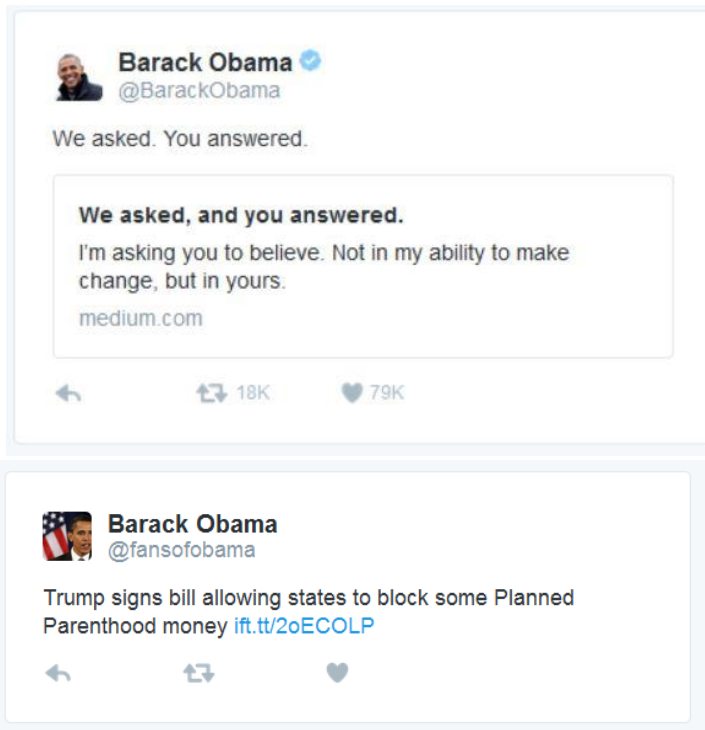 Barack Obama
@BarackObama
We asked. You answered.
We asked, and you answered.
I'm asking you to believe. Not in my ability to make
change, but in yours.
medium.com
18K 79K
Barack Obama
@fansofobama
Trump signs bill allowing states to block some Planned
Parenthood money ift.tt/2oECOLP